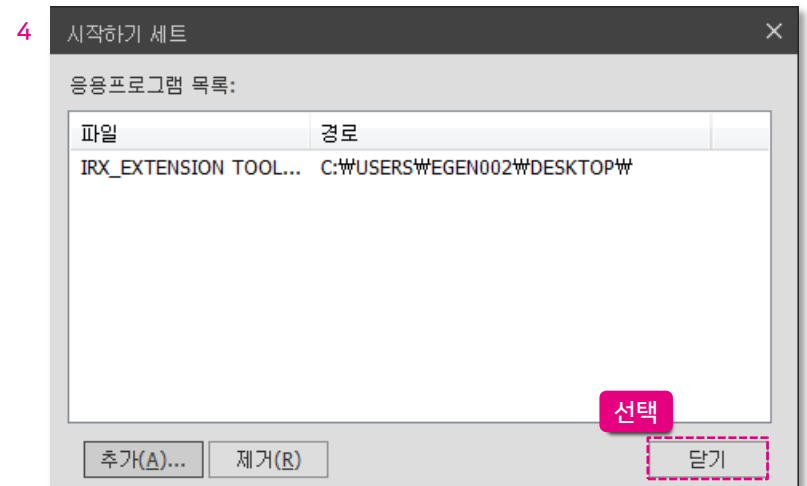 4
시작하기 세트
응용프로그램 목록:
파일 경로
IRX_EXTENSION TOOL... C:₩USERS₩EGEN002₩DESKTOP₩
선택
추가(A)... 제거(R) 닫기